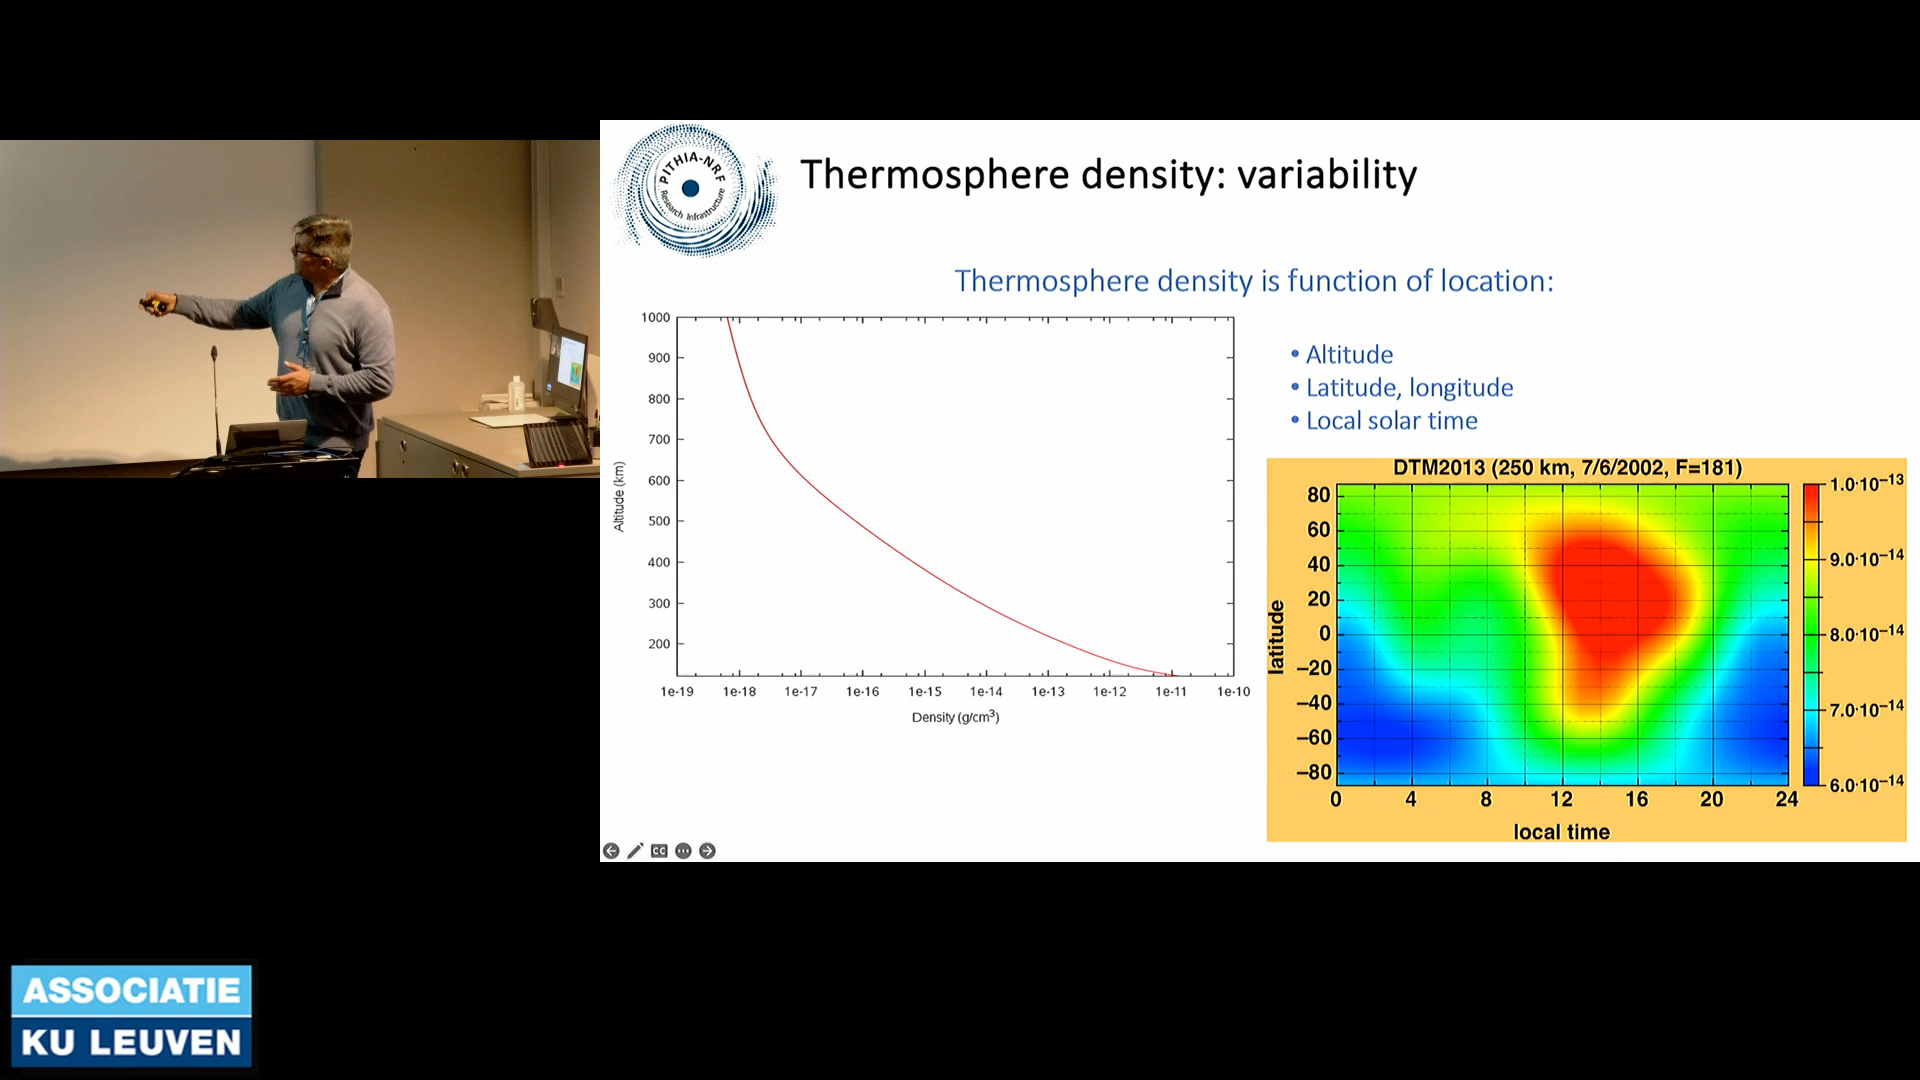 PITHIA-NRF
Research Infrastructure
Thermosphere density: variability
Thermosphere density is function of location:
• Altitude
• Latitude, longitude
• Local solar time
1000
900
800
700
600
500
400
300
200
Altitude (km)
1e-19 1e-18 1e-17 1e-16 1e-15 1e-14 1e-13 1e-12 1e-11 1e-10
Density (g/cm³)
DTM2013 (250 km, 7/6/2002, F=181)
80
60
40
20
0
−20
−40
−60
−80
latitude
0 4 8 12 16 20 24
local time
1.0·10⁻¹³
9.0·10⁻¹⁴
8.0·10⁻¹⁴
7.0·10⁻¹⁴
6.0·10⁻¹⁴
CC
ASSOCIATIE
KU LEUVEN